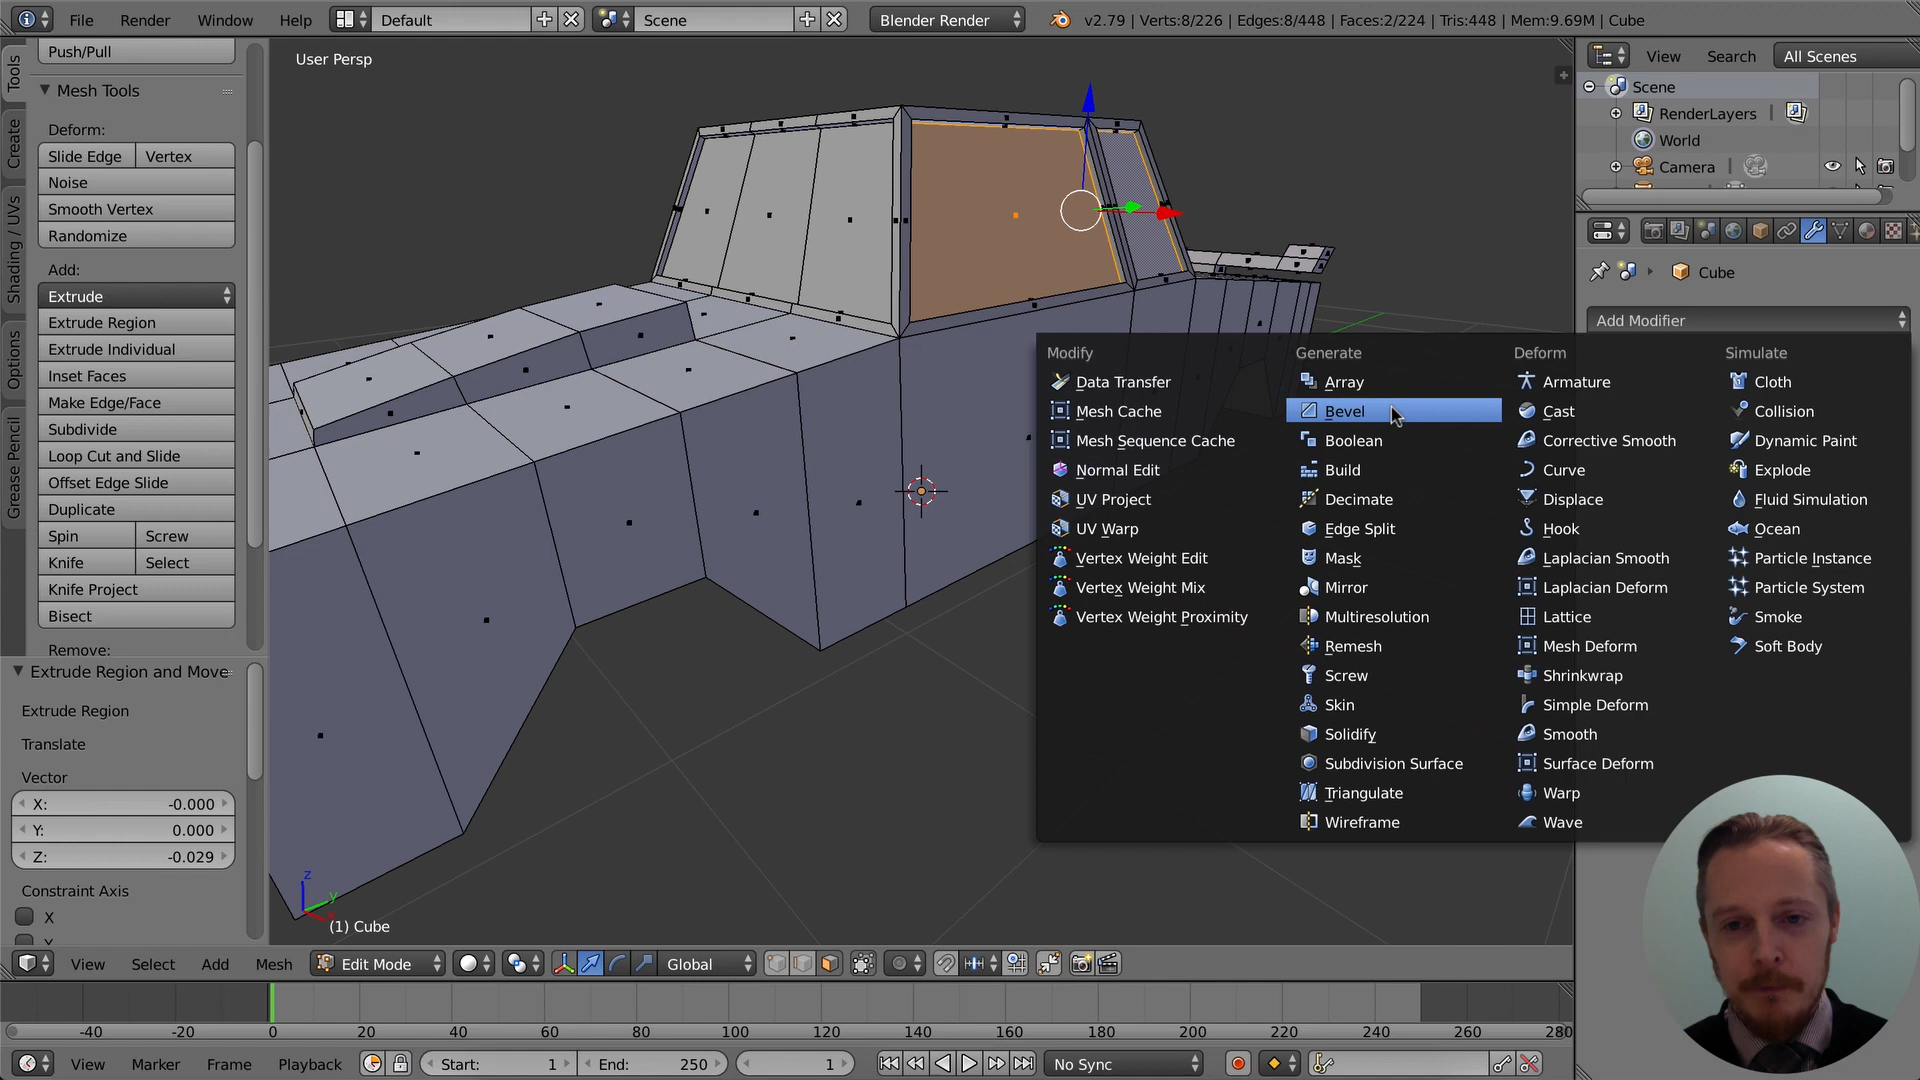 File Render Window Help Default Scene Blender Render v2.79 | Verts:8/226 | Edges:8/448 | Faces:2/224 | Tris:448 | Mem:9.69M | Cube
Push/Pull
Mesh Tools
Deform:
Slide Edge Vertex
Noise
Smooth Vertex
Randomize
Add:
Extrude
Extrude Region
Extrude Individual
Inset Faces
Make Edge/Face
Subdivide
Loop Cut and Slide
Offset Edge Slide
Duplicate
Spin Screw
Knife Select
Knife Project
Bisect
Remove:
Tools
Create
Shading / UVs
Options
Grease Pencil
Extrude Region and Move
Extrude Region
Translate
Vector
X: -0.000
Y: 0.000
Z: -0.029
Constraint Axis
X
User Persp
z
y
(1) Cube
View Search All Scenes
Scene
RenderLayers
World
Camera
Cube
Add Modifier
Modify
Data Transfer
Mesh Cache
Mesh Sequence Cache
Normal Edit
UV Project
UV Warp
Vertex Weight Edit
Vertex Weight Mix
Vertex Weight Proximity
Generate
Array
Bevel
Boolean
Build
Decimate
Edge Split
Mask
Mirror
Multiresolution
Remesh
Screw
Skin
Solidify
Subdivision Surface
Triangulate
Wireframe
Deform
Armature
Cast
Corrective Smooth
Curve
Displace
Hook
Laplacian Smooth
Laplacian Deform
Lattice
Mesh Deform
Shrinkwrap
Simple Deform
Smooth
Surface Deform
Warp
Wave
Simulate
Cloth
Collision
Dynamic Paint
Explode
Fluid Simulation
Ocean
Particle Instance
Particle System
Smoke
Soft Body
View Select Add Mesh Edit Mode Global
-40 -20 0 20 40 60 80 100 120 140 160 180 200 220 240 260 280
View Marker Frame Playback Start: 1 End: 250 1 No Sync